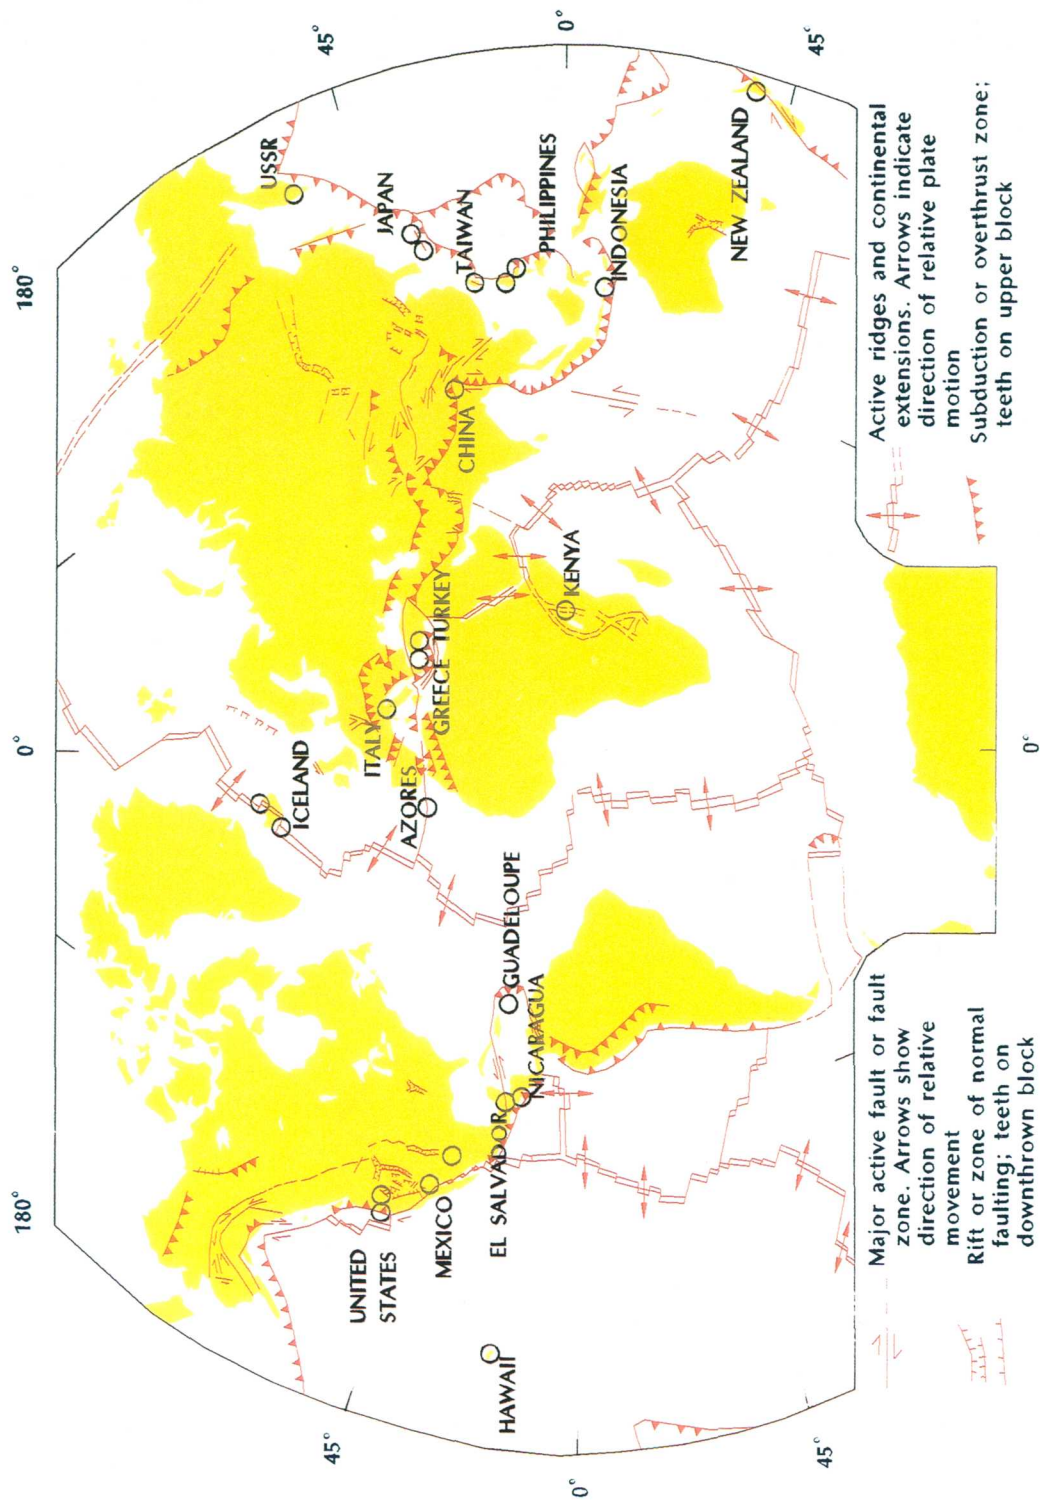 180°
0°
180°
45°
45°
USSR
ICELAND
UNITED
STATES
ITALY
JAPAN
AZORES
MEXICO
GREECE
TURKEY
TAIWAN
CHINA
EL SALVADOR
HAWAII
GUADELOUPE
NICARAGUA
PHILIPPINES
KENYA
0°
0°
INDONESIA
NEW ZEALAND
45°
45°
Major active fault or fault
zone. Arrows show
direction of relative
movement
Rift or zone of normal
faulting; teeth on
downthrown block
Active ridges and continental
extensions. Arrows indicate
direction of relative plate
motion
Subduction or overthrust zone;
teeth on upper block
0°